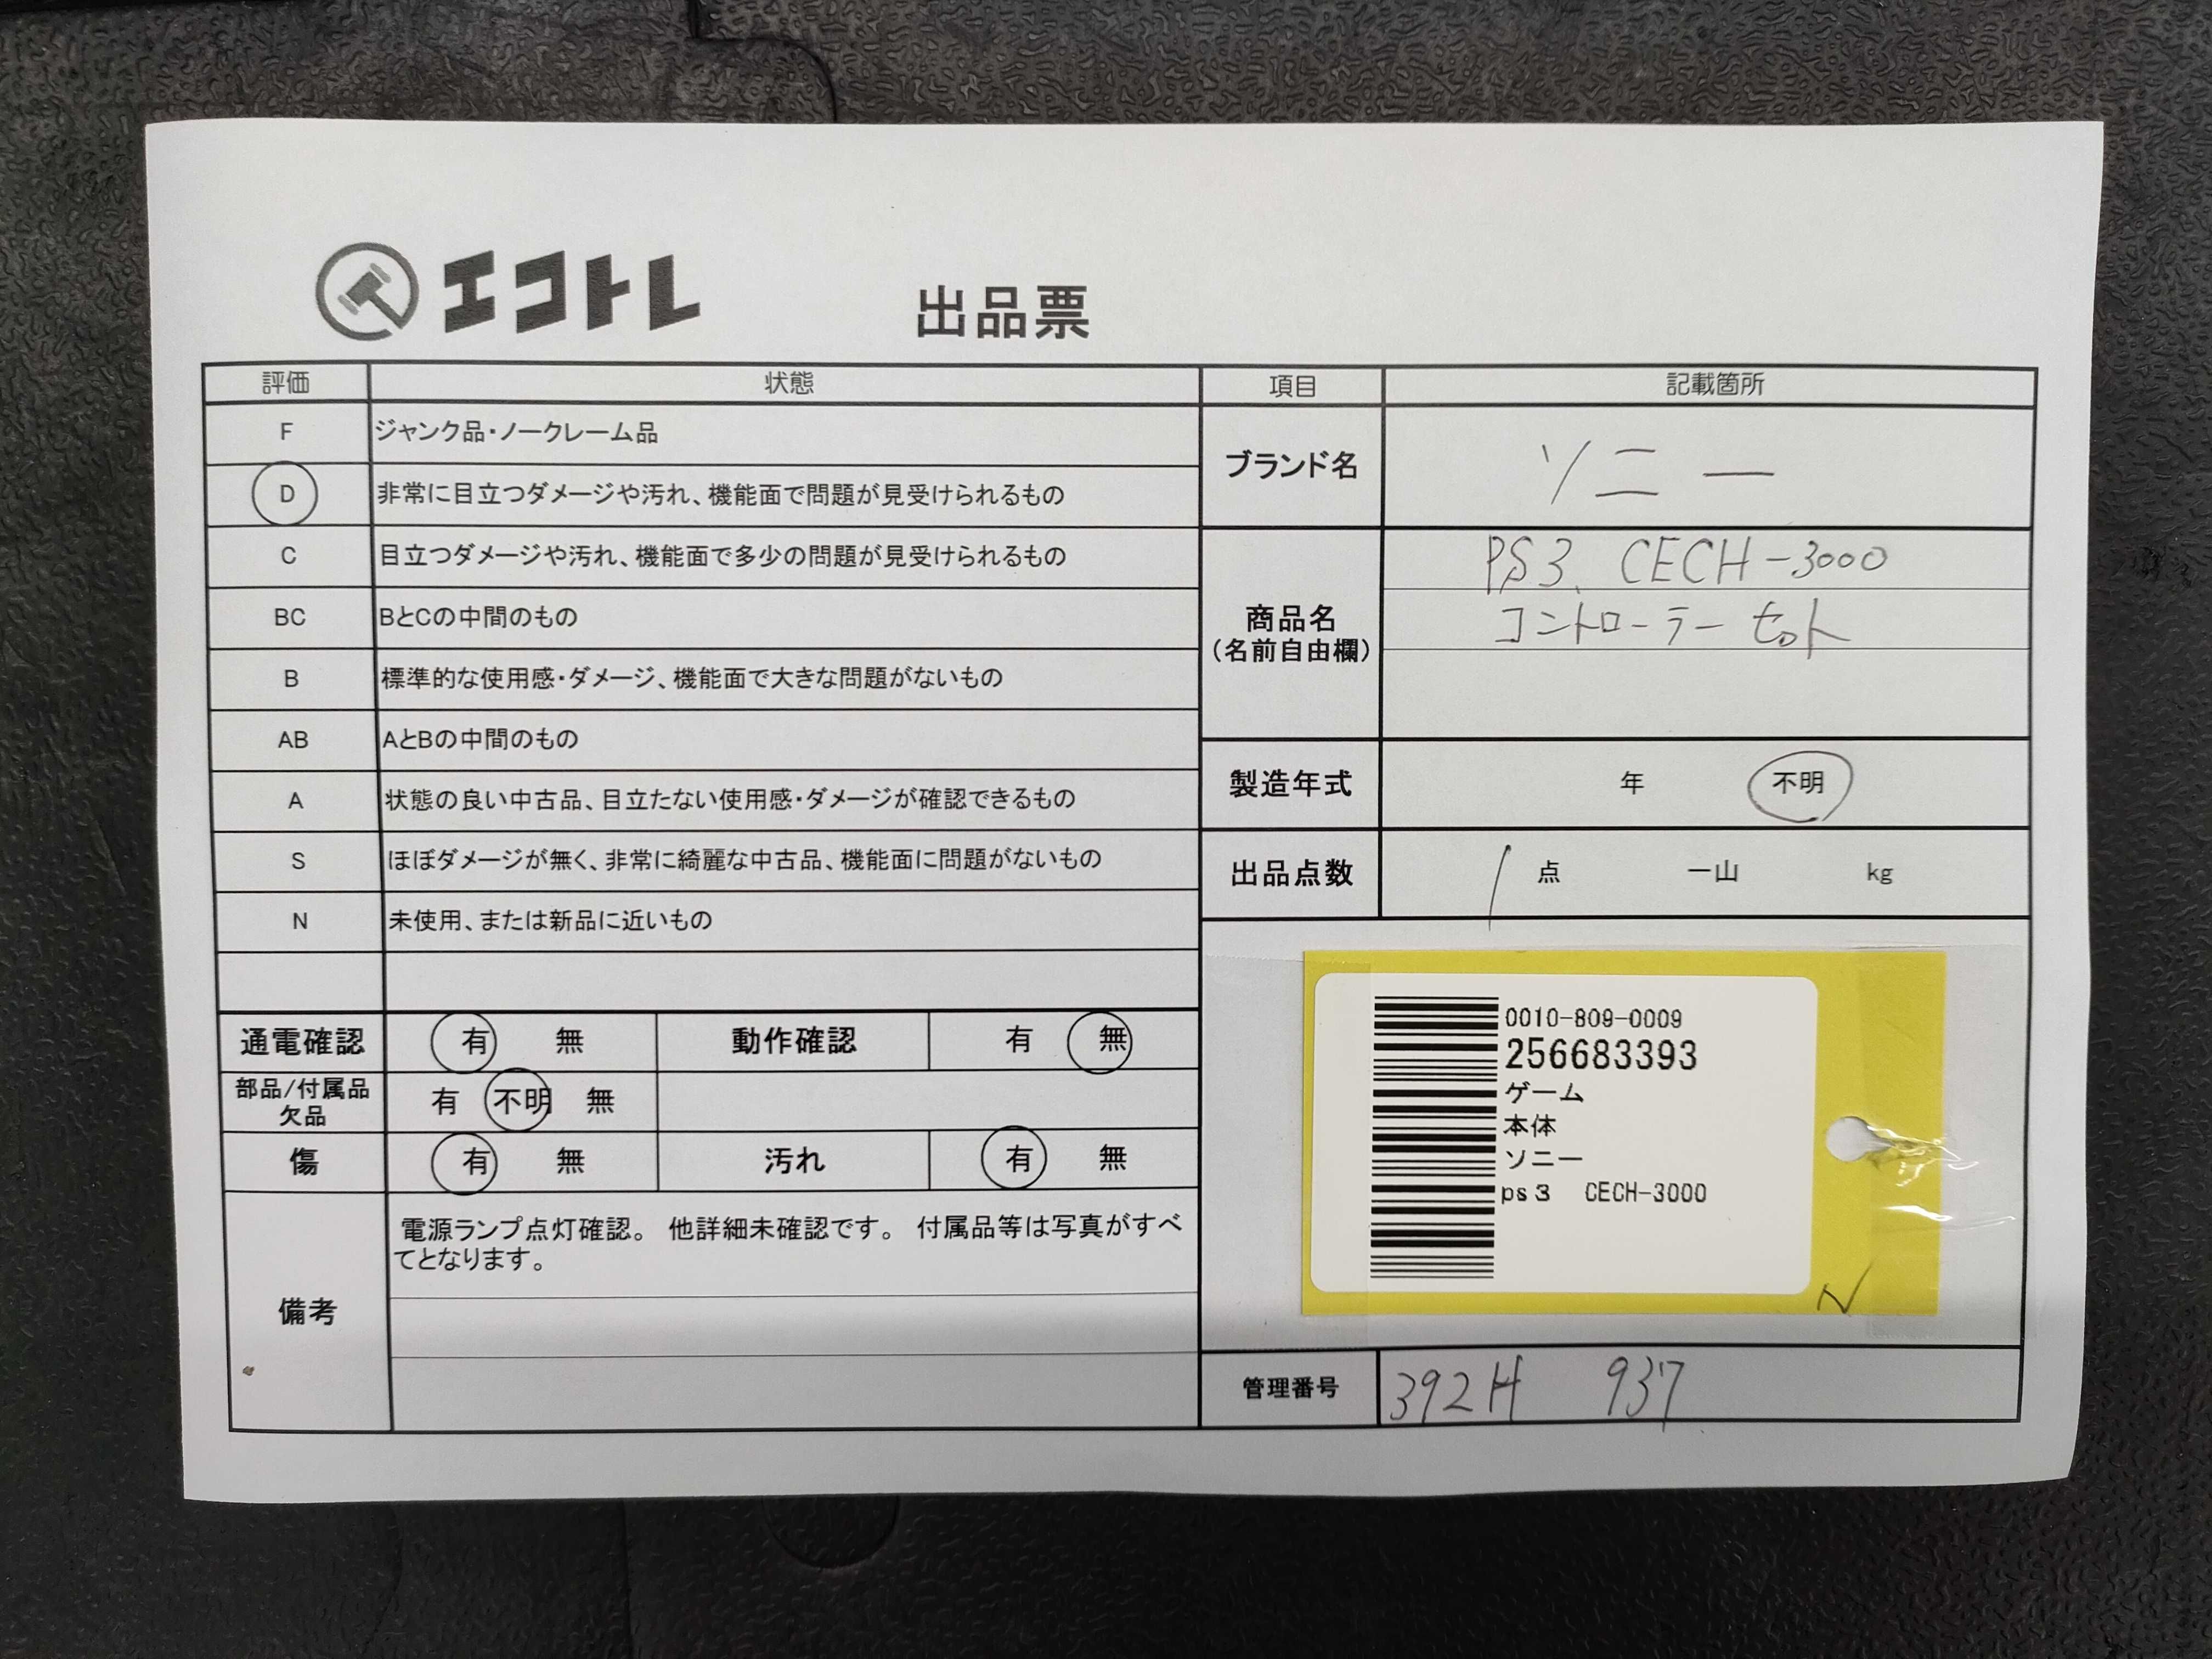 エコトレ
出品票
評価 状態
F ジャンク品・ノークレーム品
D 非常に目立つダメージや汚れ、機能面で問題が見受けられるもの
C 目立つダメージや汚れ、機能面で多少の問題が見受けられるもの
BC BとCの中間のもの
B 標準的な使用感・ダメージ、機能面で大きな問題がないもの
AB AとBの中間のもの
A 状態の良い中古品、目立たない使用感・ダメージが確認できるもの
S ほぼダメージが無く、非常に綺麗な中古品、機能面に問題がないもの
N 未使用、または新品に近いもの
通電確認 有 無 動作確認 有 無
部品/付属品
欠品 有 不明 無
傷 有 無 汚れ 有 無
備考
電源ランプ点灯確認。 他詳細未確認です。 付属品等は写真がすべ
てとなります。
項目 記載箇所
ブランド名 ソニー
商品名
(名前自由欄)
PS3 CECH-3000
コントローラーセット
製造年式 年 不明
出品点数 1 点 一山 kg
0010-809-0009
256683393
ゲーム
本体
ソニー
ps3 CECH-3000
管理番号 392H 937